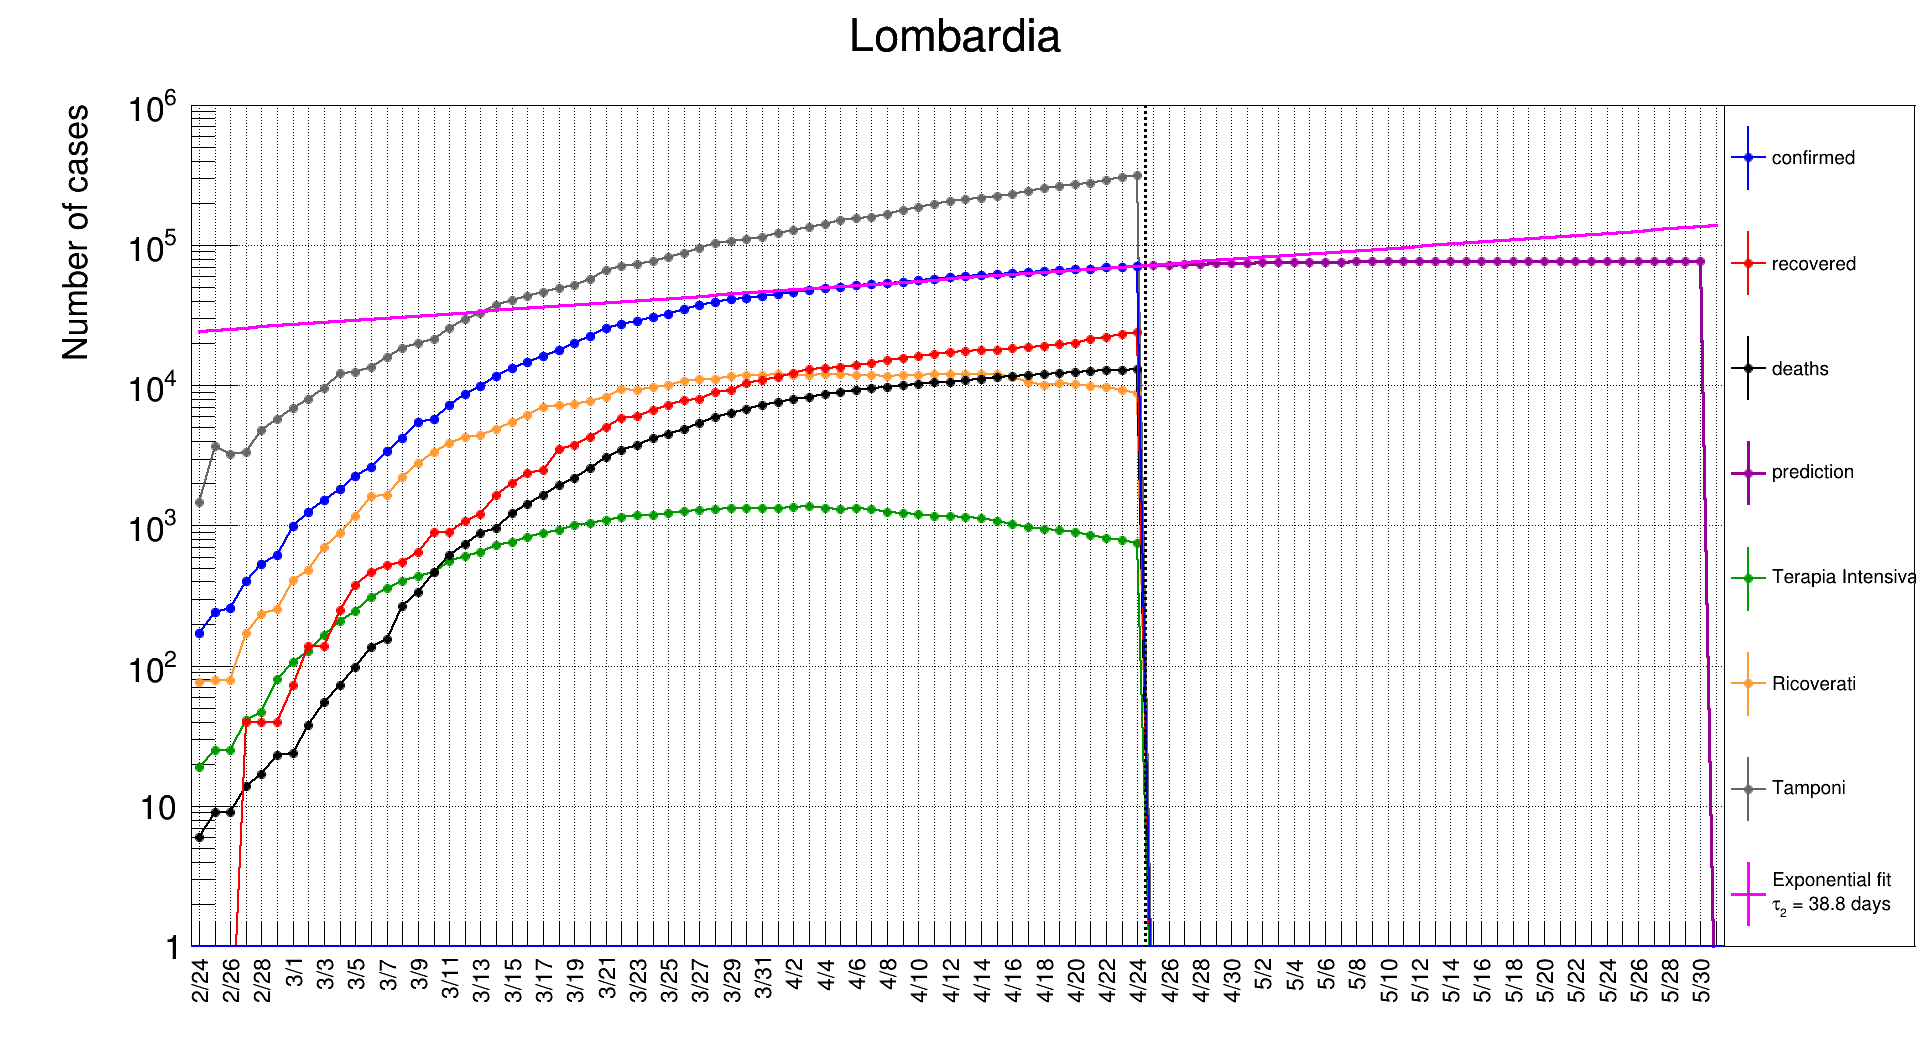 Lombardia
Number of cases
10^6
10^5
10^4
10^3
10^2
10
1
2/24 2/26 2/28 3/1 3/3 3/5 3/7 3/9 3/11 3/13 3/15 3/17 3/19 3/21 3/23 3/25 3/27 3/29 3/31 4/2 4/4 4/6 4/8 4/10 4/12 4/14 4/16 4/18 4/20 4/22 4/24 4/26 4/28 4/30 5/2 5/4 5/6 5/8 5/10 5/12 5/14 5/16 5/18 5/20 5/22 5/24 5/26 5/28 5/30
confirmed
recovered
deaths
prediction
Terapia Intensiva
Ricoverati
Tamponi
Exponential fit
τ₂ = 38.8 days